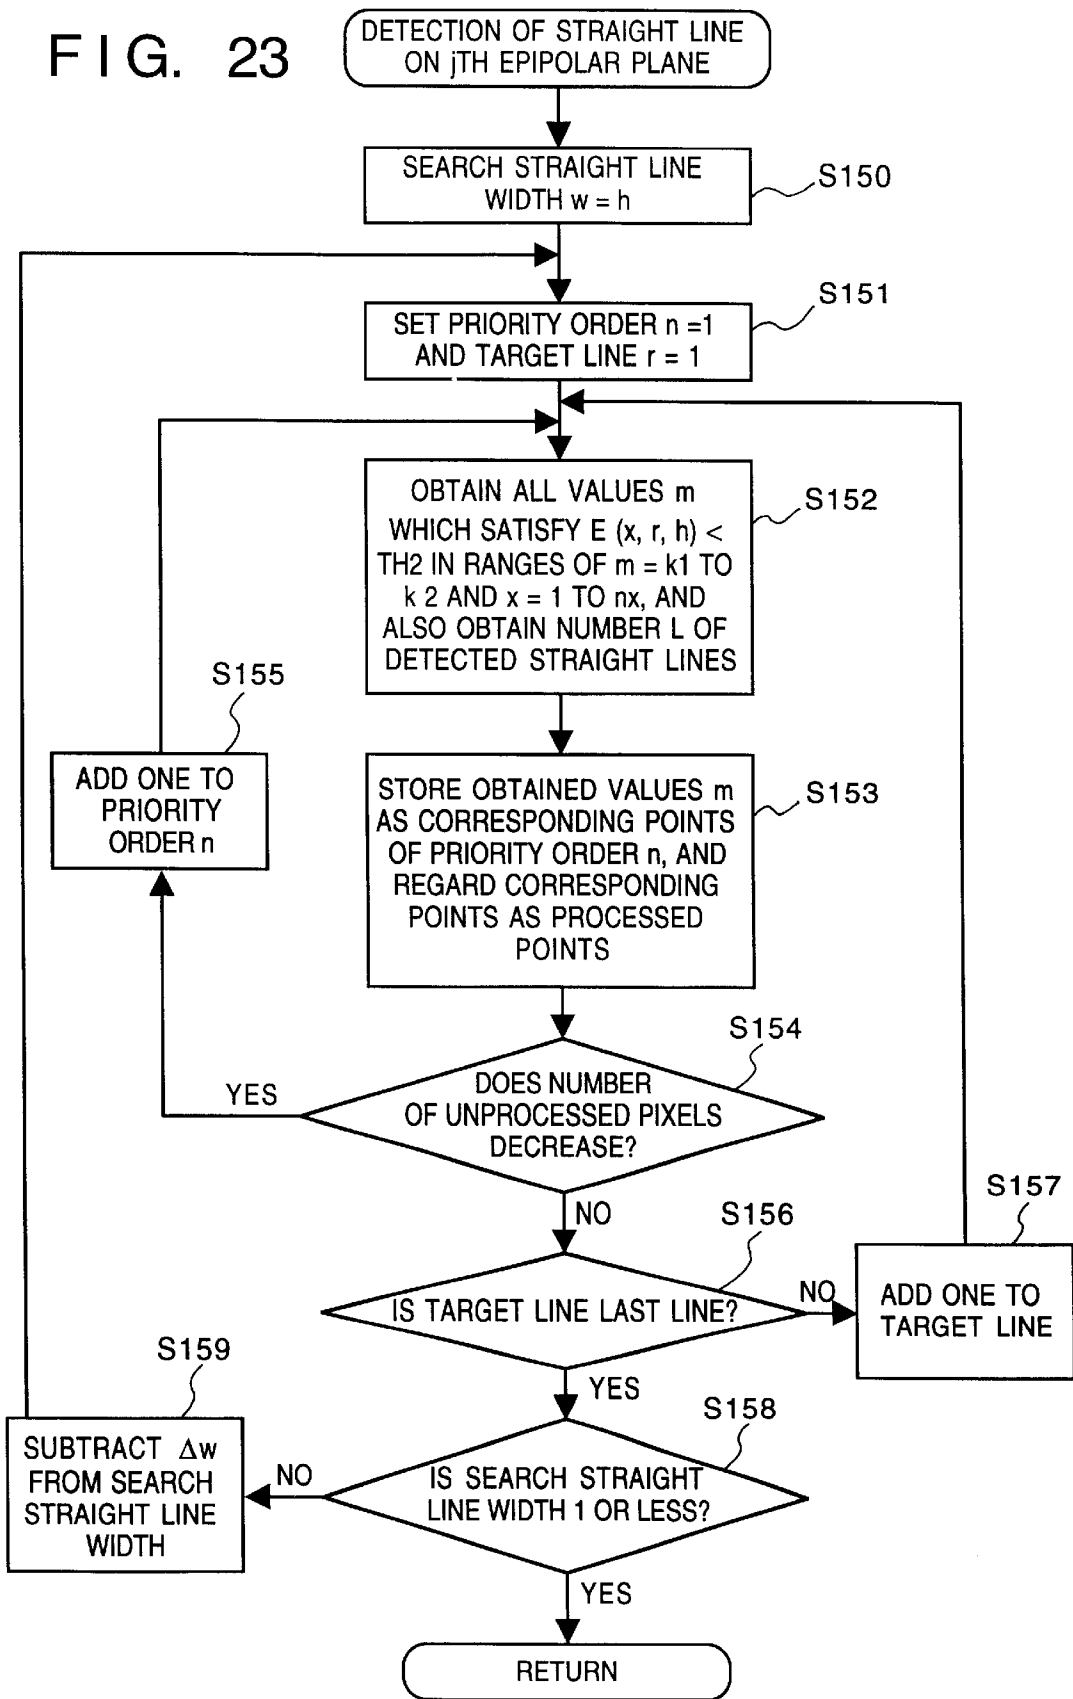 FIG. 23
DETECTION OF STRAIGHT LINE
ON jTH EPIPOLAR PLANE
SEARCH STRAIGHT LINE
WIDTH w = h
S150
S151
SET PRIORITY ORDER n =1
AND TARGET LINE r = 1
OBTAIN ALL VALUES m
WHICH SATISFY E (x, r, h) <
TH2 IN RANGES OF m = k1 TO
k 2 AND x = 1 TO nx, AND
ALSO OBTAIN NUMBER L OF
DETECTED STRAIGHT LINES
S152
S155
ADD ONE TO
PRIORITY
ORDER n
STORE OBTAINED VALUES m
AS CORRESPONDING POINTS
OF PRIORITY ORDER n, AND
REGARD CORRESPONDING
POINTS AS PROCESSED
POINTS
S153
S154
YES
DOES NUMBER
OF UNPROCESSED PIXELS
DECREASE?
NO
S156
S157
IS TARGET LINE LAST LINE?
NO
ADD ONE TO
TARGET LINE
YES
S159
S158
SUBTRACT Δw
FROM SEARCH
STRAIGHT LINE
WIDTH
NO
IS SEARCH STRAIGHT
LINE WIDTH 1 OR LESS?
YES
RETURN